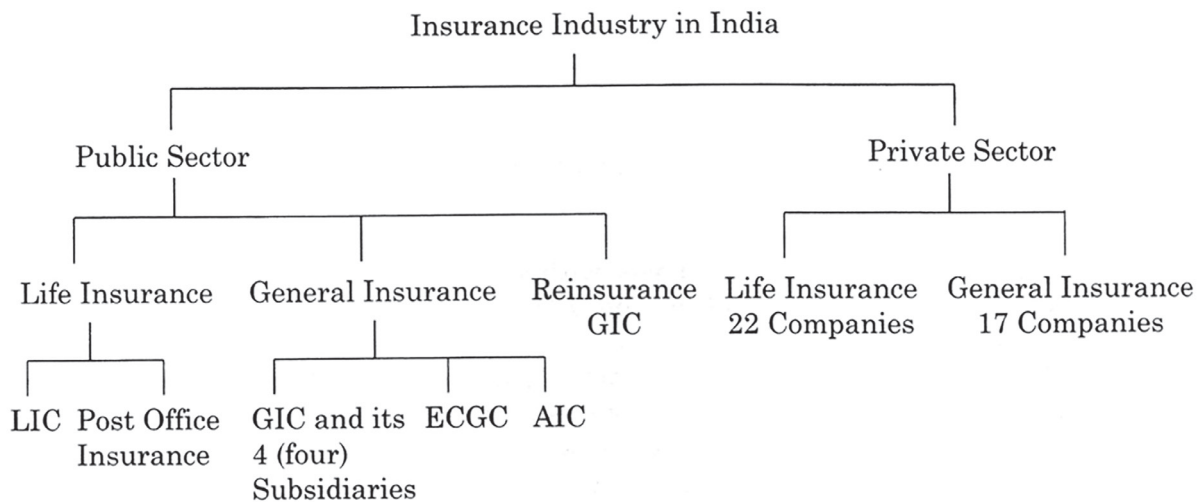 Insurance Industry in India
Public Sector
Private Sector
Life Insurance
General Insurance
Reinsurance
GIC
Life Insurance
22 Companies
General Insurance
17 Companies
LIC
Post Office
Insurance
GIC and its
4 (four)
Subsidiaries
ECGC
AIC